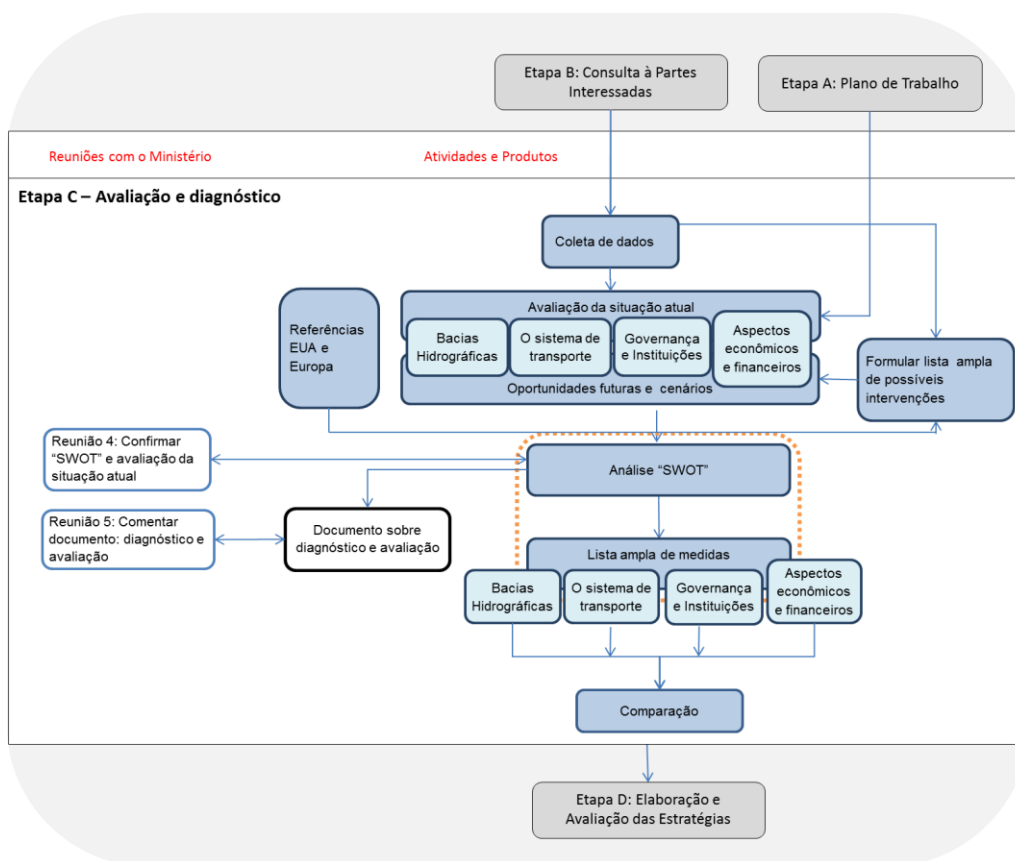 Etapa B: Consulta à Partes
Interessadas
Etapa A: Plano de Trabalho
Reuniões com o Ministério
Atividades e Produtos
Etapa C – Avaliação e diagnóstico
Coleta de dados
Avaliação da situação atual
Referências
EUA e
Europa
Bacias
Hidrográficas
O sistema de
transporte
Governança
e Instituições
Aspectos
econômicos
e financeiros
Oportunidades futuras e cenários
Formular lista ampla
de possíveis
intervenções
Reunião 4: Confirmar
“SWOT” e avaliação da
situação atual
Análise “SWOT”
Reunião 5: Comentar
documento: diagnóstico e
avaliação
Documento sobre
diagnóstico e avaliação
Lista ampla de medidas
Bacias
Hidrográficas
O sistema de
transporte
Governança
e Instituições
Aspectos
econômicos
e financeiros
Comparação
Etapa D: Elaboração e
Avaliação das Estratégias